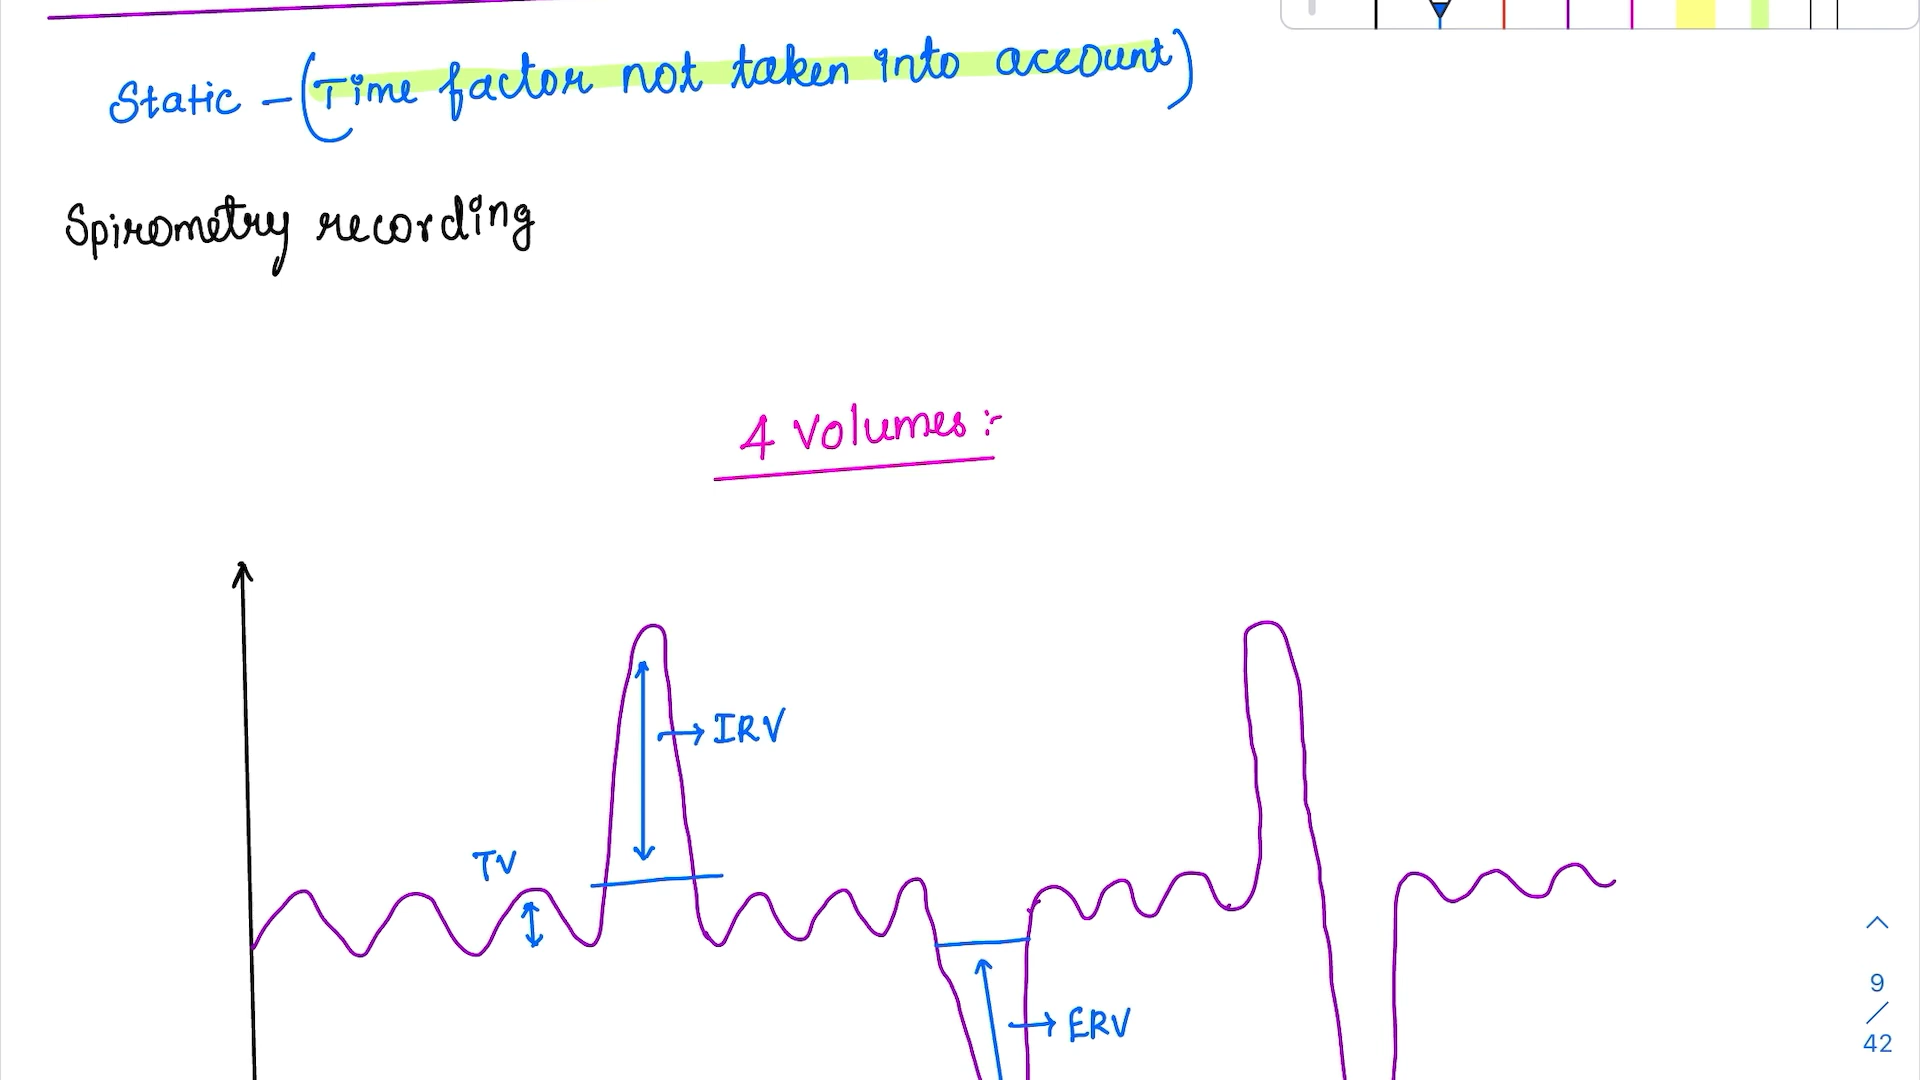 Static - (Time factor not taken into account)
Spirometry recording
4 Volumes :-
IRV
TV
ERV
9
/
42